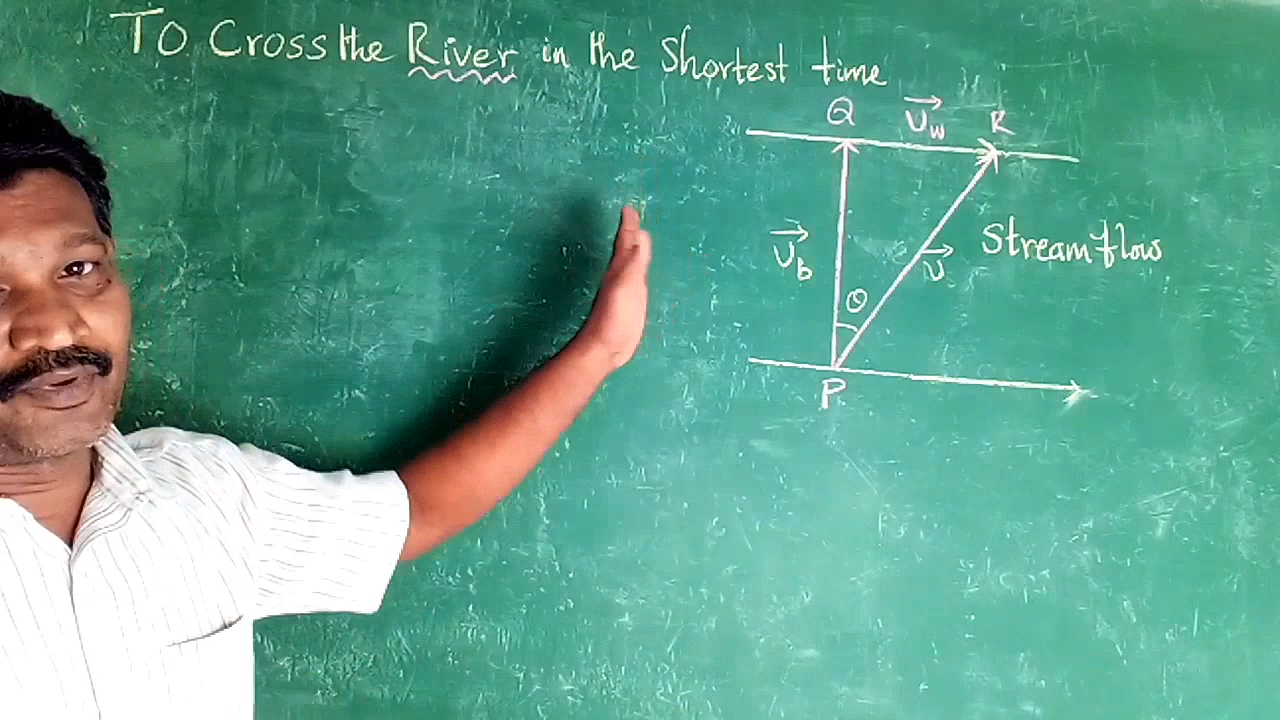 To Cross the River in the Shortest time
Q
v⃗w
R
v⃗b
v⃗
Stream flow
θ
P